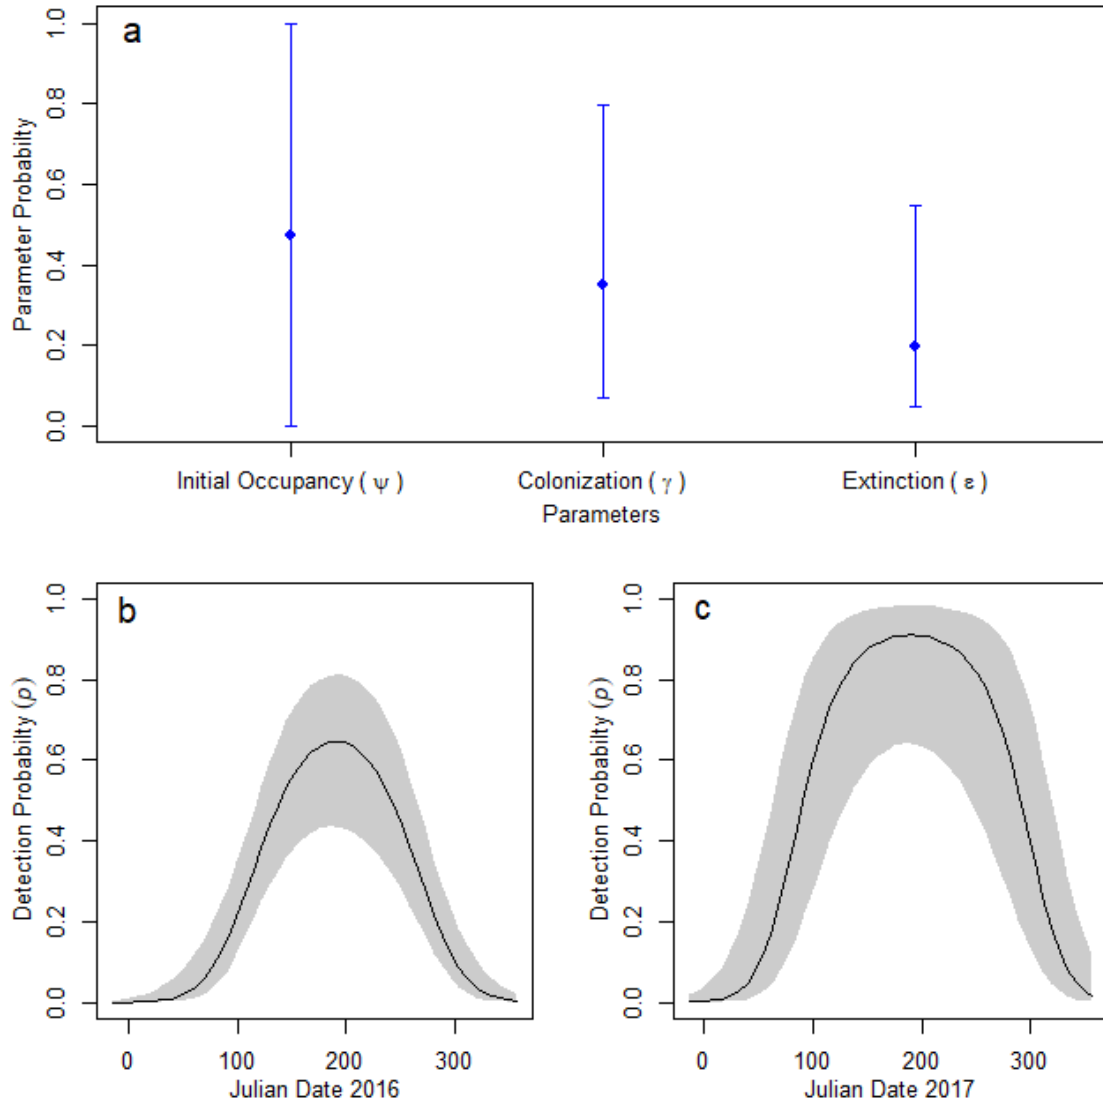 a
Parameter Probabilty
1.0
0.8
0.6
0.4
0.2
0.0
Initial Occupancy ( ψ ) Colonization ( γ ) Extinction ( ε )
Parameters
b
Detection Probabilty (ρ)
1.0
0.8
0.6
0.4
0.2
0.0
0 100 200 300
Julian Date 2016
c
Detection Probabilty (ρ)
1.0
0.8
0.6
0.4
0.2
0.0
0 100 200 300
Julian Date 2017